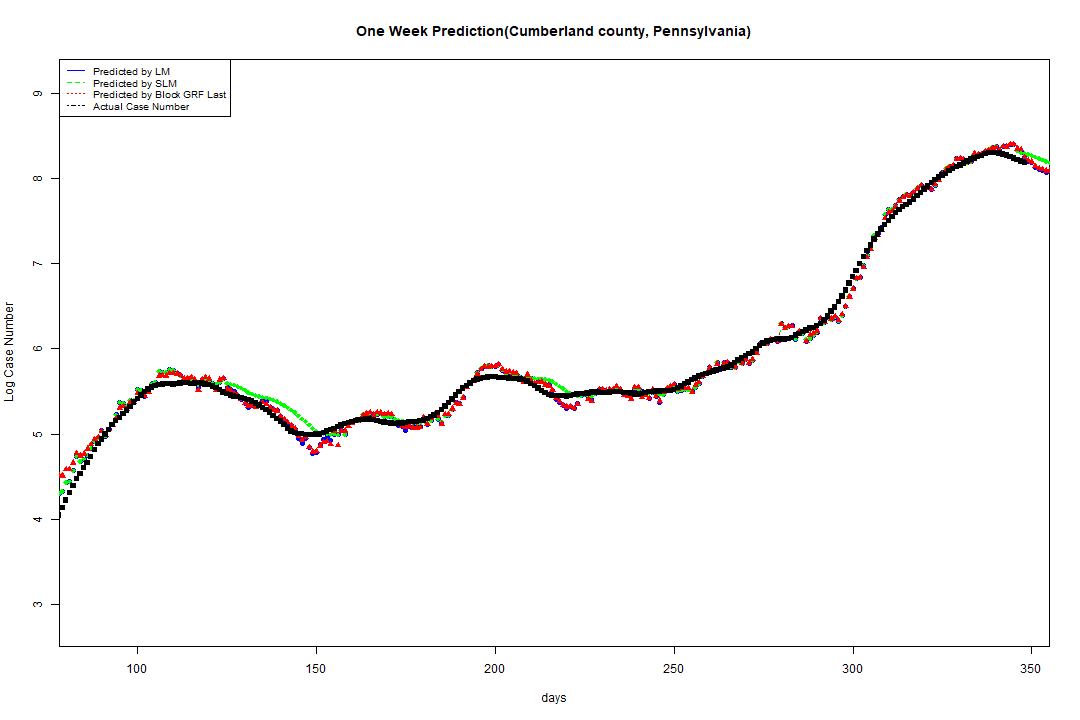 One Week Prediction(Cumberland county, Pennsylvania)
Predicted by LM
Predicted by SLM
Predicted by Block GRF Last
Actual Case Number
9
8
7
6
5
4
3
Log Case Number
100 150 200 250 300 350
days